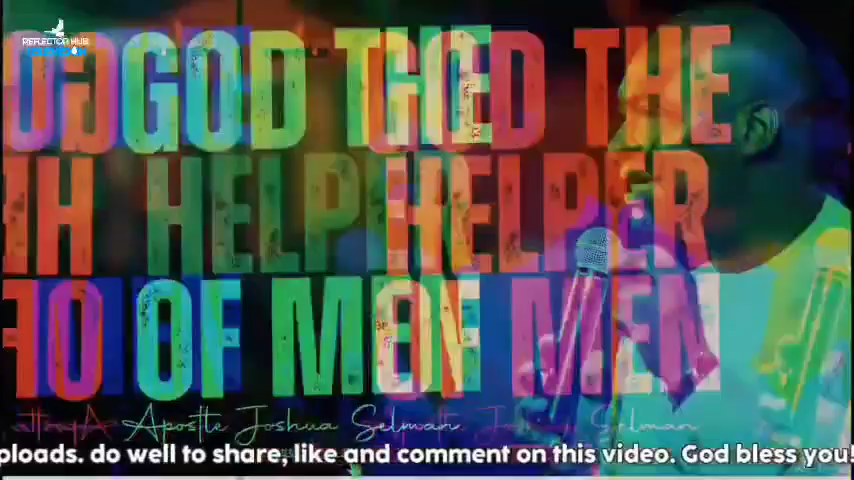 REFLECTOR HUB
GOD THE
HELPER
OF MEN
Apostle Joshua Selman
ploads. do well to share, like and comment on this video. God bless you!